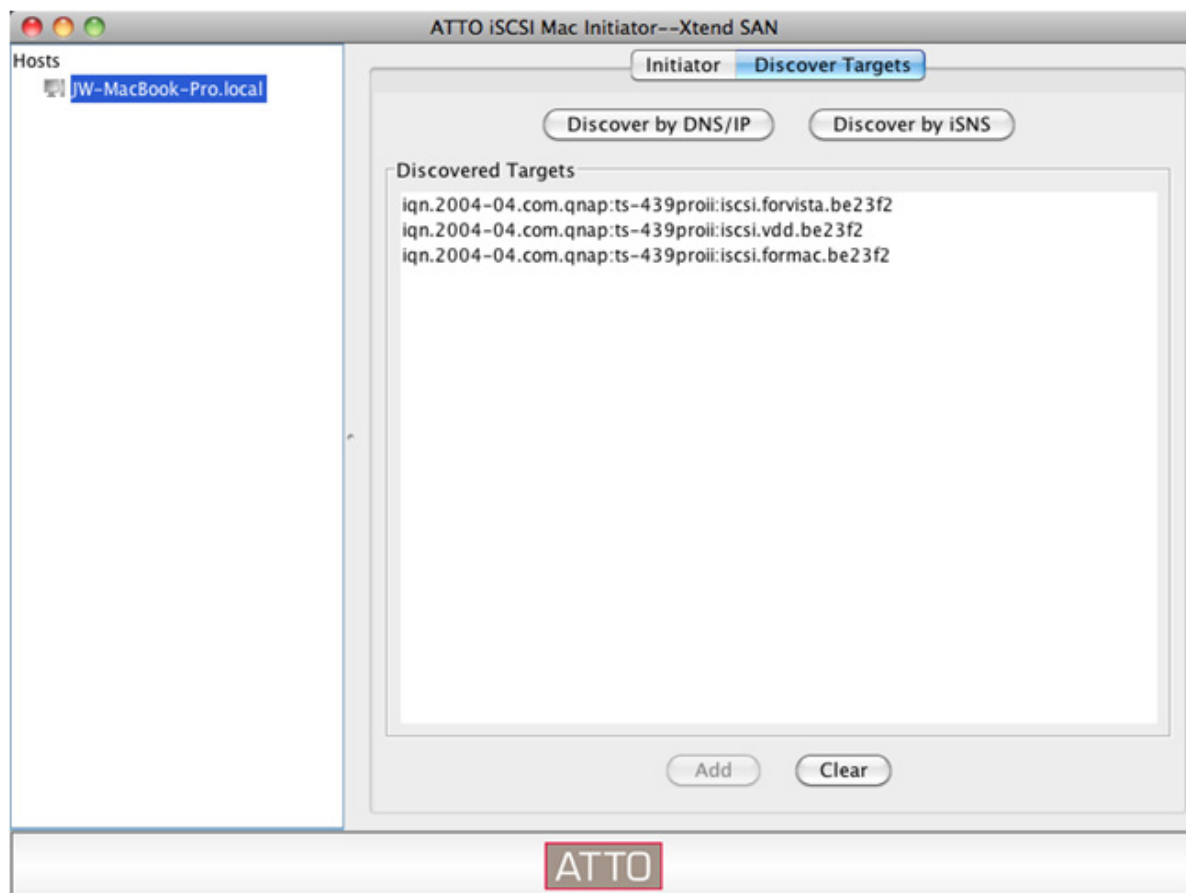 ATTO iSCSI Mac Initiator--Xtend SAN
Hosts
JW-MacBook-Pro.local
Initiator
Discover Targets
Discover by DNS/IP
Discover by iSNS
Discovered Targets
iqn.2004-04.com.qnap:ts-439proii:iscsi.forvista.be23f2
iqn.2004-04.com.qnap:ts-439proii:iscsi.vdd.be23f2
iqn.2004-04.com.qnap:ts-439proii:iscsi.formac.be23f2
Add
Clear
ATTO